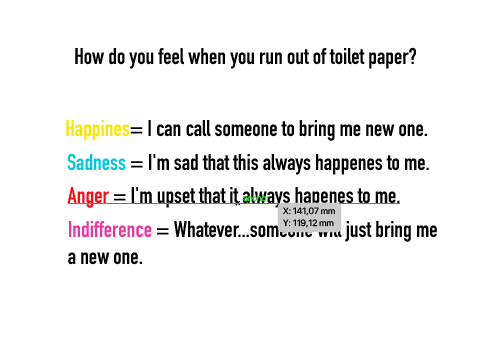 How do you feel when you run out of toilet paper?
Happines= I can call someone to bring me new one.
Sadness = I'm sad that this always happenes to me.
Anger = I'm upset that it always hapenes to me.
X: 141,07 mm
Y: 119,12 mm
Indifference = Whatever...someone will just bring me
a new one.